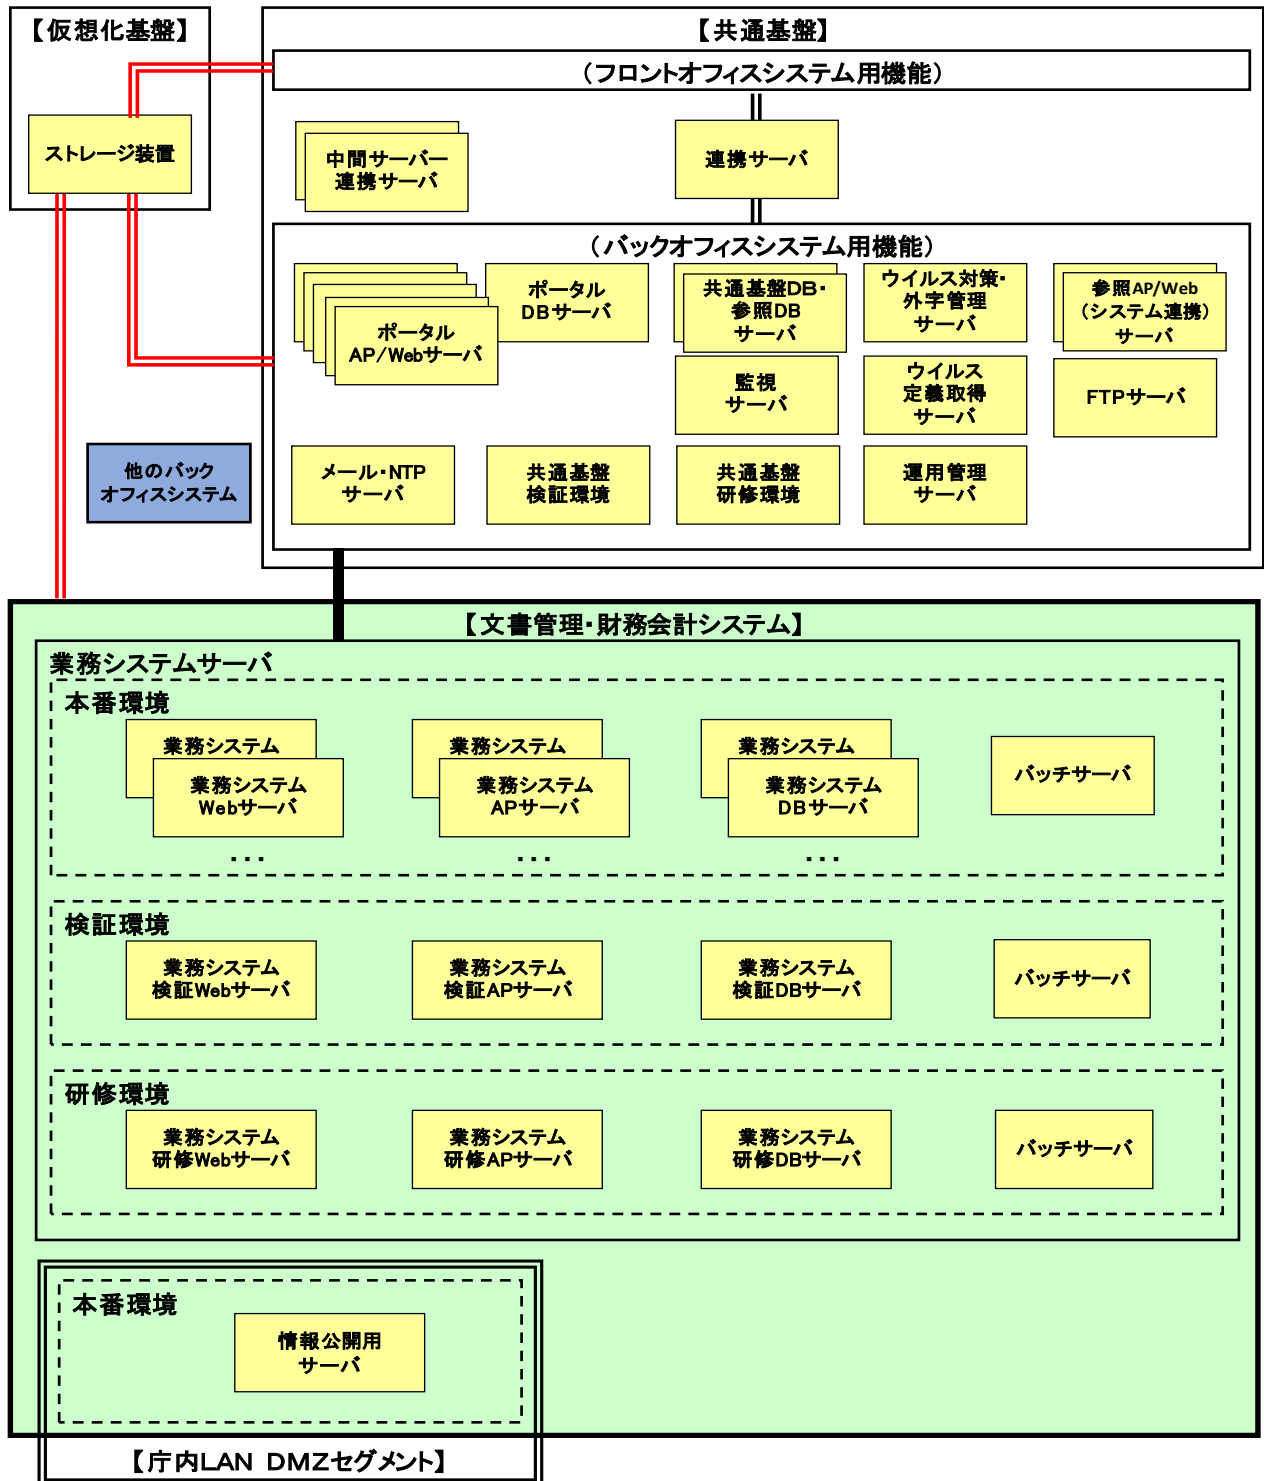 【仮想化基盤】
ストレージ装置
【共通基盤】
（フロントオフィスシステム用機能）
中間サーバー
連携サーバ
連携サーバ
（バックオフィスシステム用機能）
ポータル
AP/Webサーバ
ポータル
DBサーバ
共通基盤DB・
参照DB
サーバ
ウイルス対策・
外字管理
サーバ
参照AP/Web
（システム連携）
サーバ
監視
サーバ
ウイルス
定義取得
サーバ
FTPサーバ
メール・NTP
サーバ
共通基盤
検証環境
共通基盤
研修環境
運用管理
サーバ
他のバック
オフィスシステム
【文書管理・財務会計システム】
業務システムサーバ
本番環境
業務システム
業務システム
Webサーバ
・・・
業務システム
業務システム
APサーバ
・・・
業務システム
業務システム
DBサーバ
・・・
バッチサーバ
検証環境
業務システム
検証Webサーバ
業務システム
検証APサーバ
業務システム
検証DBサーバ
バッチサーバ
研修環境
業務システム
研修Webサーバ
業務システム
研修APサーバ
業務システム
研修DBサーバ
バッチサーバ
本番環境
情報公開用
サーバ
【庁内LAN DMZセグメント】